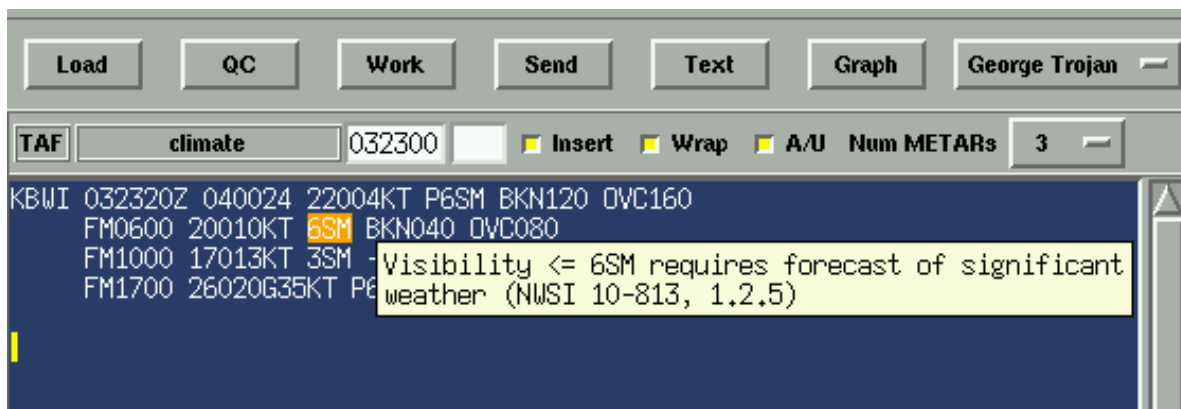 Load QC Work Send Text Graph George Trojan
TAF climate 032300 Insert Wrap A/U Num METARs 3
KBWI 032320Z 040024 22004KT P6SM BKN120 OVC160
FM0600 20010KT 6SM BKN040 OVC080
FM1000 17013KT 3SM -
FM1700 26020G35KT P6
Visibility <= 6SM requires forecast of significant
weather (NWSI 10-813, 1.2.5)